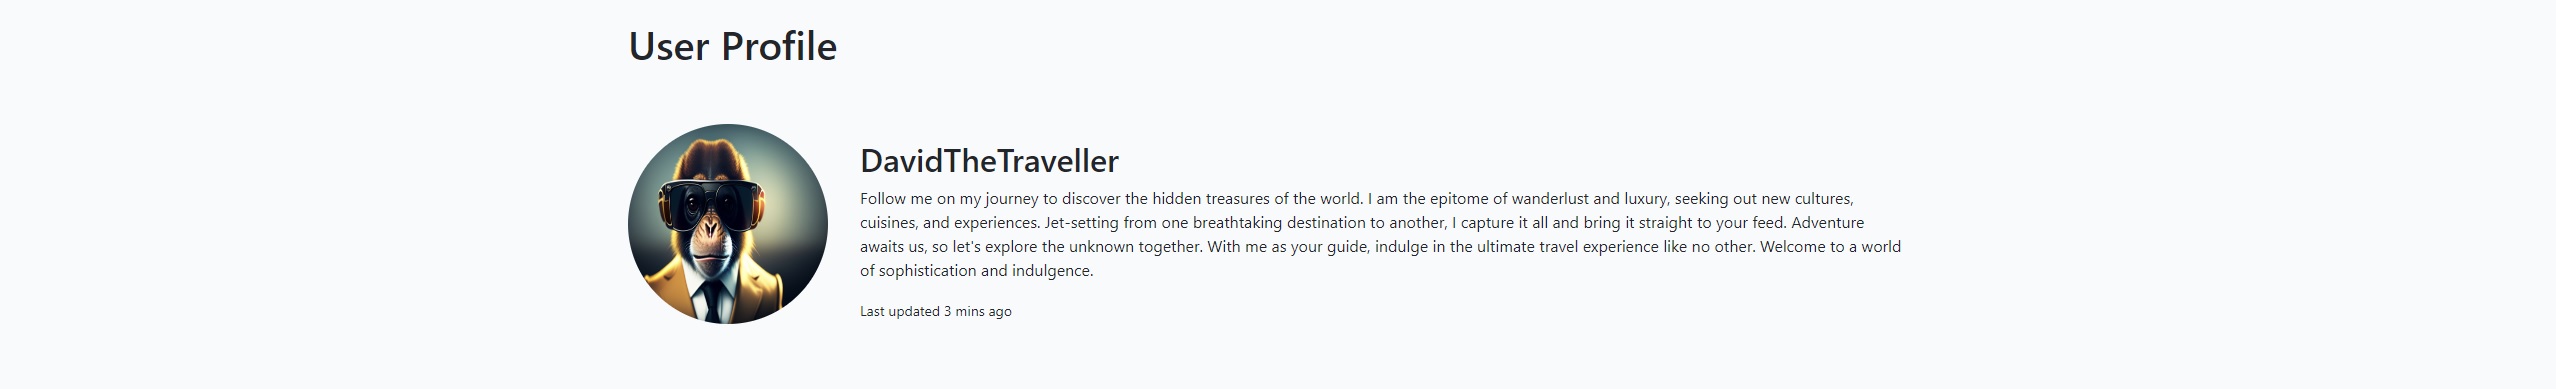 User Profile
DavidTheTraveller
Follow me on my journey to discover the hidden treasures of the world. I am the epitome of wanderlust and luxury, seeking out new cultures,
cuisines, and experiences. Jet-setting from one breathtaking destination to another, I capture it all and bring it straight to your feed. Adventure
awaits us, so let's explore the unknown together. With me as your guide, indulge in the ultimate travel experience like no other. Welcome to a world
of sophistication and indulgence.
Last updated 3 mins ago